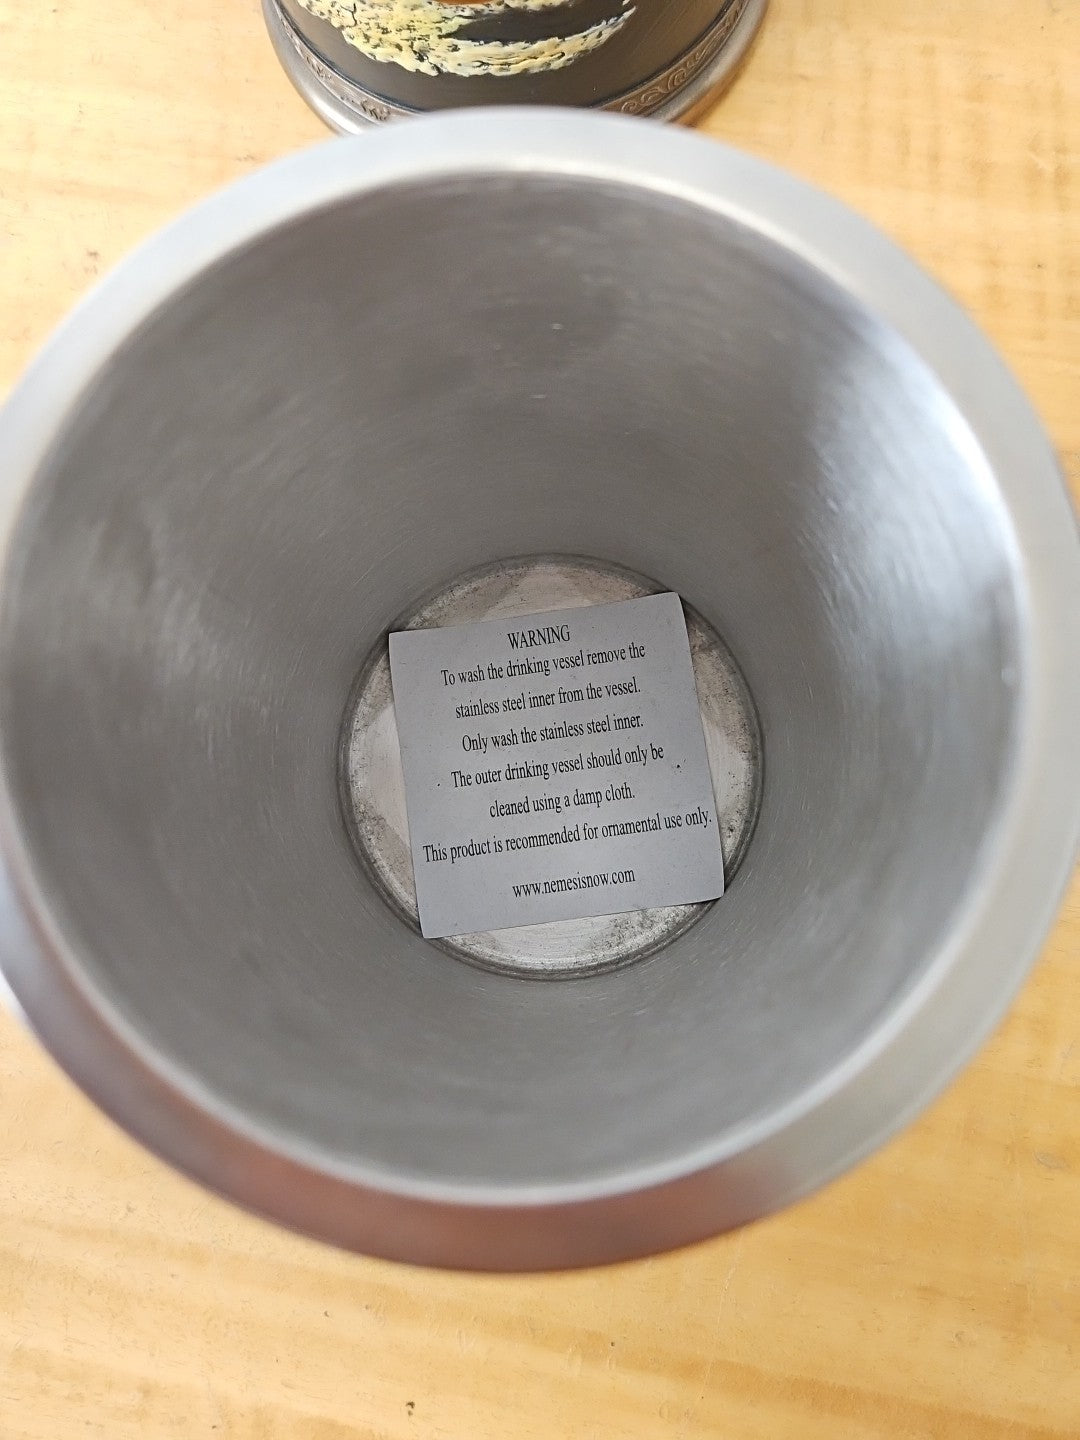 WARNING
To wash the drinking vessel remove the
stainless steel inner from the vessel.
Only wash the stainless steel inner.
The outer drinking vessel should only be
cleaned using a damp cloth.
This product is recommended for ornamental use only.
www.nemesisnow.com